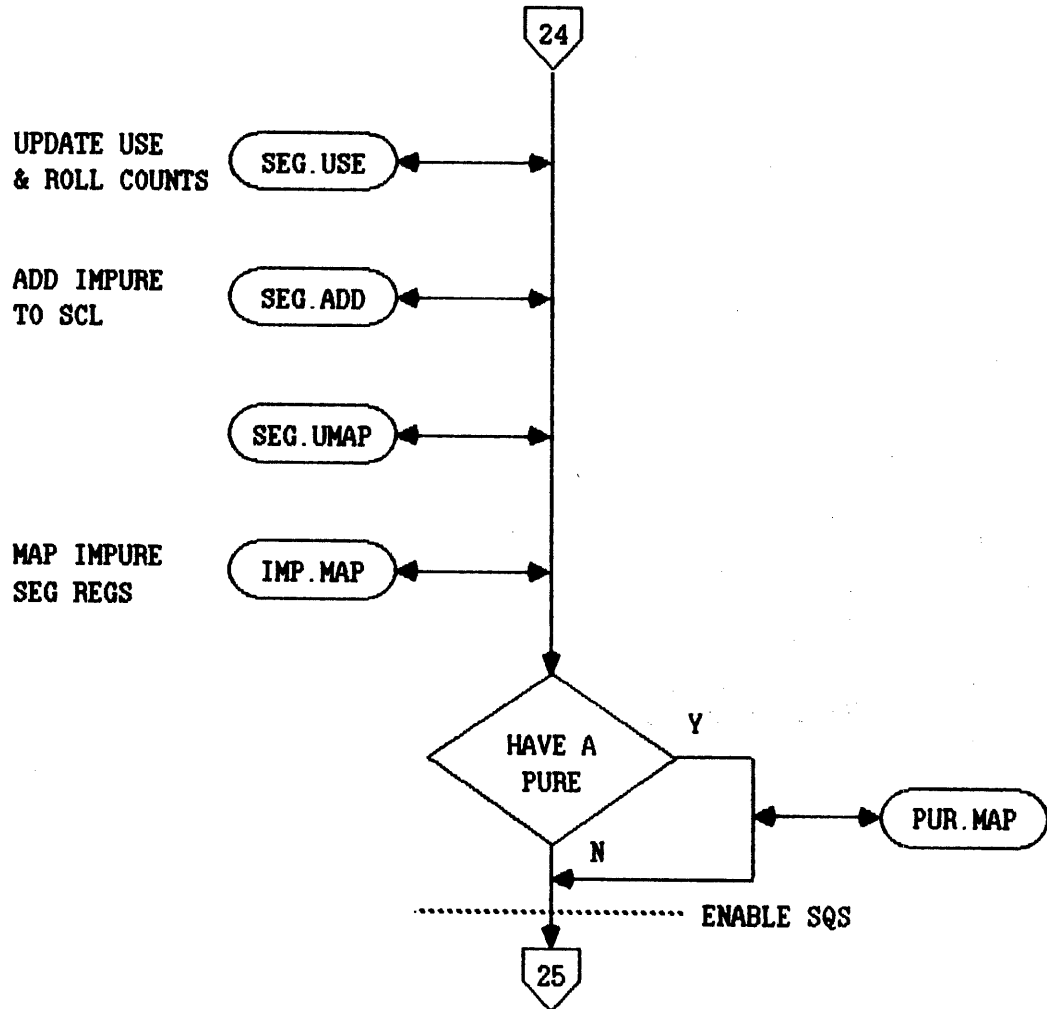 24
UPDATE USE
& ROLL COUNTS
SEG.USE
ADD IMPURE
TO SCL
SEG.ADD
SEG.UMAP
MAP IMPURE
SEG REGS
IMP.MAP
HAVE A
PURE
Y
PUR.MAP
N
ENABLE SQS
25